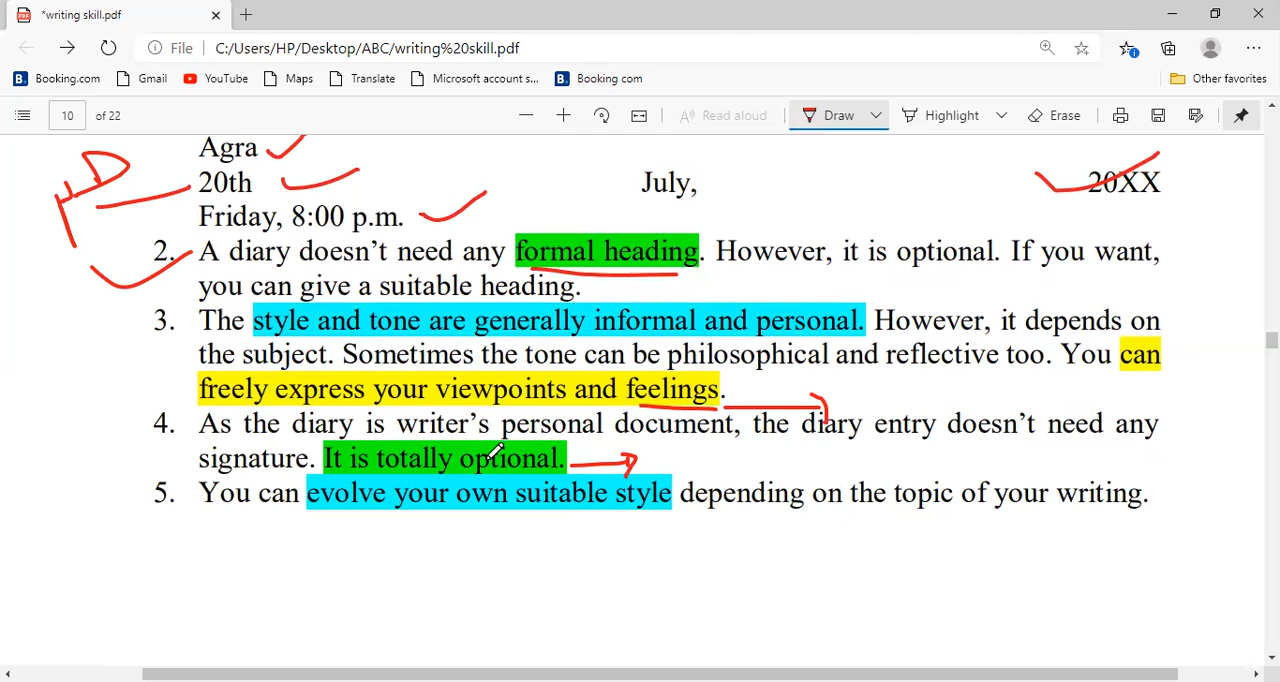 *writing skill.pdf
File C:/Users/HP/Desktop/ABC/writing%20skill.pdf
Booking.com Gmail YouTube Maps Translate Microsoft account s... Booking com Other favorites
10 of 22 Read aloud Draw Highlight Erase
Agra
20th July, 20XX
Friday, 8:00 p.m.
2. A diary doesn’t need any formal heading. However, it is optional. If you want,
you can give a suitable heading.
3. The style and tone are generally informal and personal. However, it depends on
the subject. Sometimes the tone can be philosophical and reflective too. You can
freely express your viewpoints and feelings.
4. As the diary is writer’s personal document, the diary entry doesn’t need any
signature. It is totally optional.
5. You can evolve your own suitable style depending on the topic of your writing.